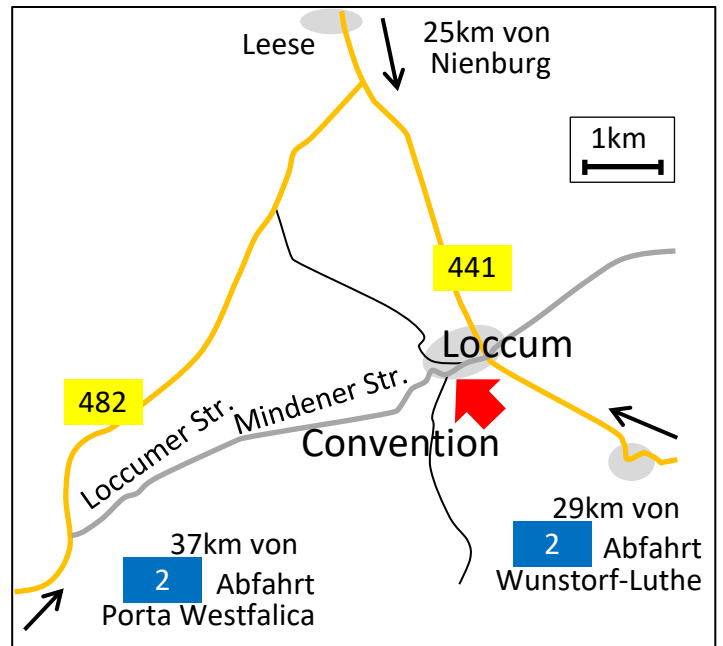 Leese
25km von
Nienburg
1km
441
Loccum
482
Loccumer Str.
Mindener Str.
Convention
37km von
2 Abfahrt
Porta Westfalica
29km von
2 Abfahrt
Wunstorf-Luthe